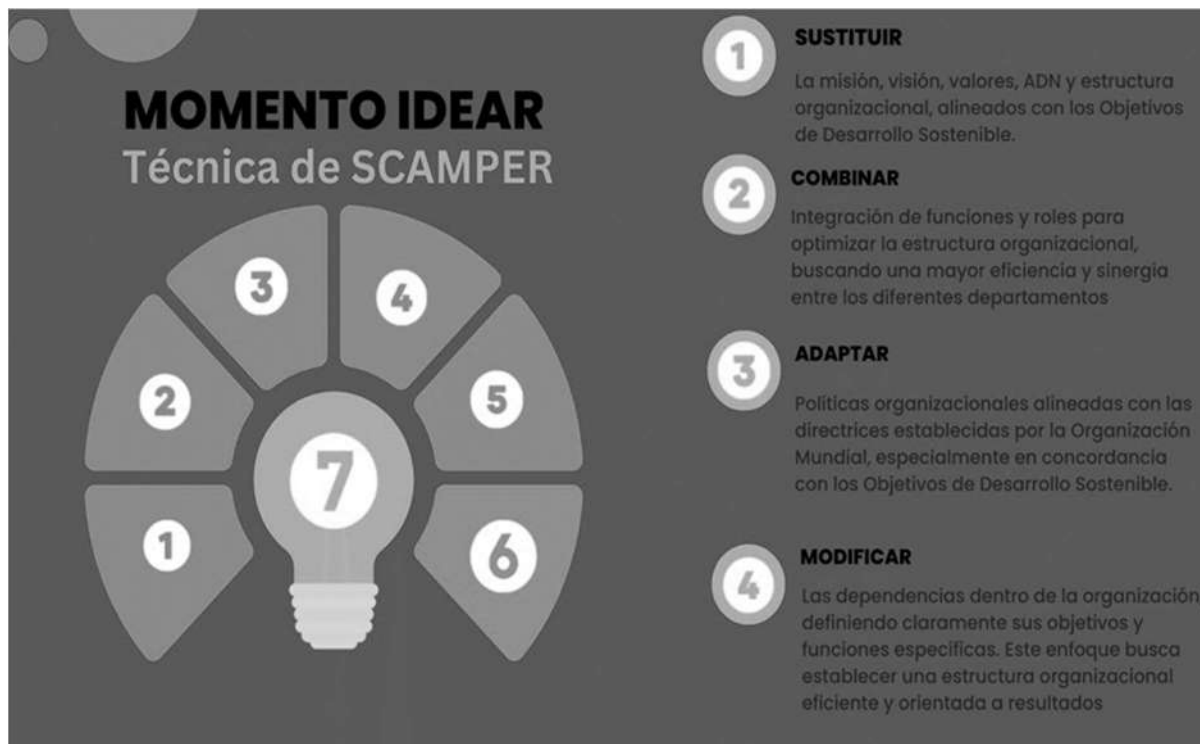 MOMENTO IDEAR
Técnica de SCAMPER
1
2
3
4
5
6
7
1
SUSTITUIR
La misión, visión, valores, ADN y estructura
organizacional, alineados con los Objetivos
de Desarrollo Sostenible.
2
COMBINAR
Integración de funciones y roles para
optimizar la estructura organizacional,
buscando una mayor eficiencia y sinergia
entre los diferentes departamentos
3
ADAPTAR
Políticas organizacionales alineadas con las
directrices establecidas por la Organización
Mundial, especialmente en concordancia
con los Objetivos de Desarrollo Sostenible.
4
MODIFICAR
Las dependencias dentro de la organización
definiendo claramente sus objetivos y
funciones específicas. Este enfoque busca
establecer una estructura organizacional
eficiente y orientada a resultados